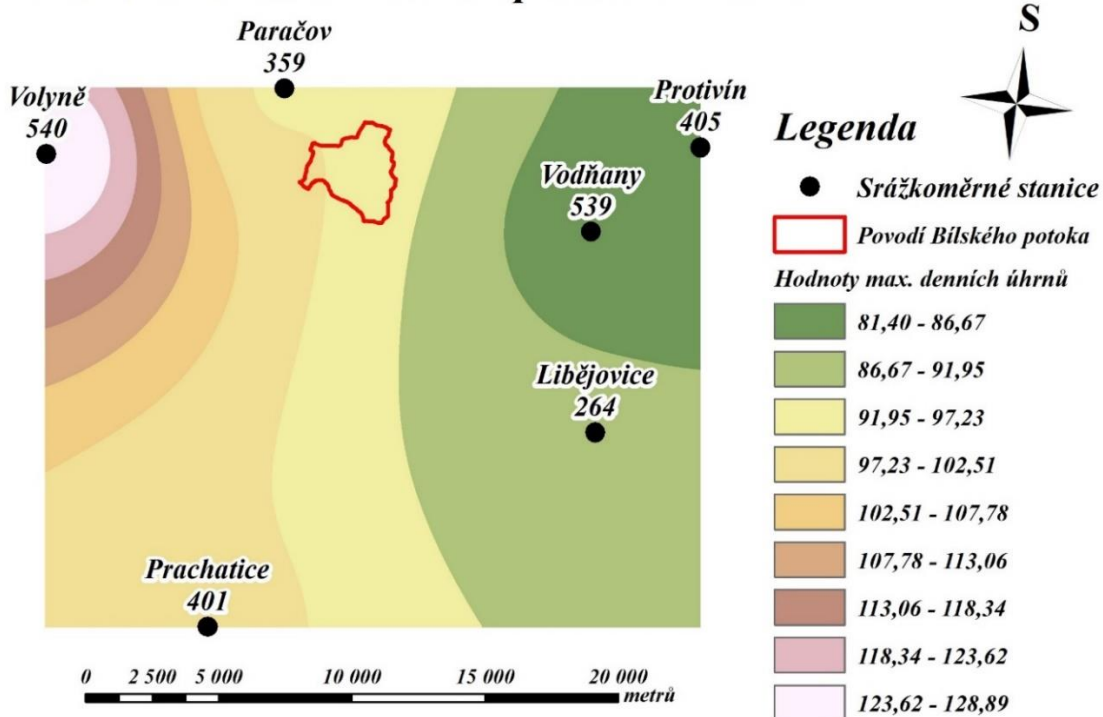 S
Paračov
359
Volyně
540
Protivín
405
Vodňany
539
Libějovice
264
Prachatice
401
0 2 500 5 000 10 000 15 000 20 000
metrů
Legenda
Srážkoměrné stanice
Povodí Bílského potoka
Hodnoty max. denních úhrnů
81,40 - 86,67
86,67 - 91,95
91,95 - 97,23
97,23 - 102,51
102,51 - 107,78
107,78 - 113,06
113,06 - 118,34
118,34 - 123,62
123,62 - 128,89